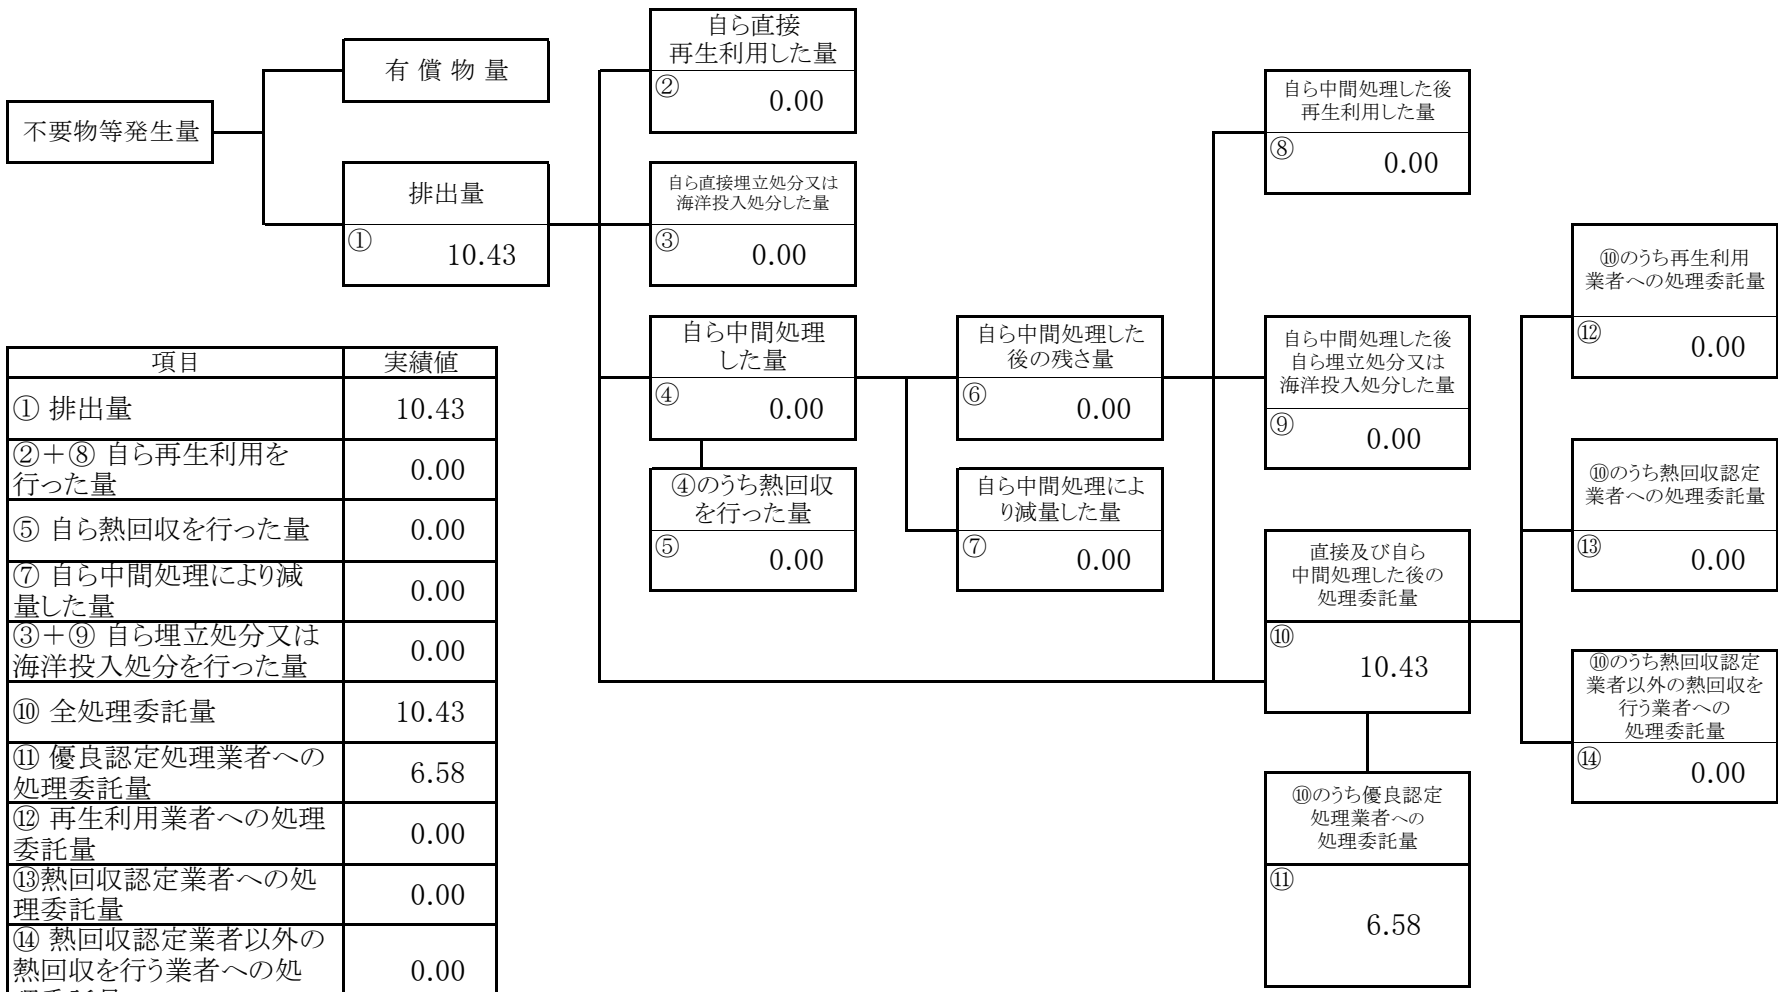 不要物等発生量
有償物量
排出量
①
10.43
自ら直接
再生利用した量
②
0.00
自ら直接埋立処分又は
海洋投入処分した量
③
0.00
自ら中間処理
した量
④
0.00
④のうち熱回収
を行った量
⑤
0.00
自ら中間処理した
後の残さ量
⑥
0.00
自ら中間処理によ
り減量した量
⑦
0.00
自ら中間処理した後
再生利用した量
⑧
0.00
自ら中間処理した後
自ら埋立処分又は
海洋投入処分した量
⑨
0.00
直接及び自ら
中間処理した後の
処理委託量
⑩
10.43
⑩のうち優良認定
処理業者への
処理委託量
⑪
6.58
⑩のうち再生利用
業者への処理委託量
⑫
0.00
⑩のうち熱回収認定
業者への処理委託量
⑬
0.00
⑩のうち熱回収認定
業者以外の熱回収を
行う業者への
処理委託量
⑭
0.00
項目 実績値
① 排出量 10.43
②+⑧ 自ら再生利用を
行った量 0.00
⑤ 自ら熱回収を行った量 0.00
⑦ 自ら中間処理により減
量した量 0.00
③+⑨ 自ら埋立処分又は
海洋投入処分を行った量 0.00
⑩ 全処理委託量 10.43
⑪ 優良認定処理業者への
処理委託量 6.58
⑫ 再生利用業者への処理
委託量 0.00
⑬熱回収認定業者への処
理委託量 0.00
⑭ 熱回収認定業者以外の
熱回収を行う業者への処 0.00